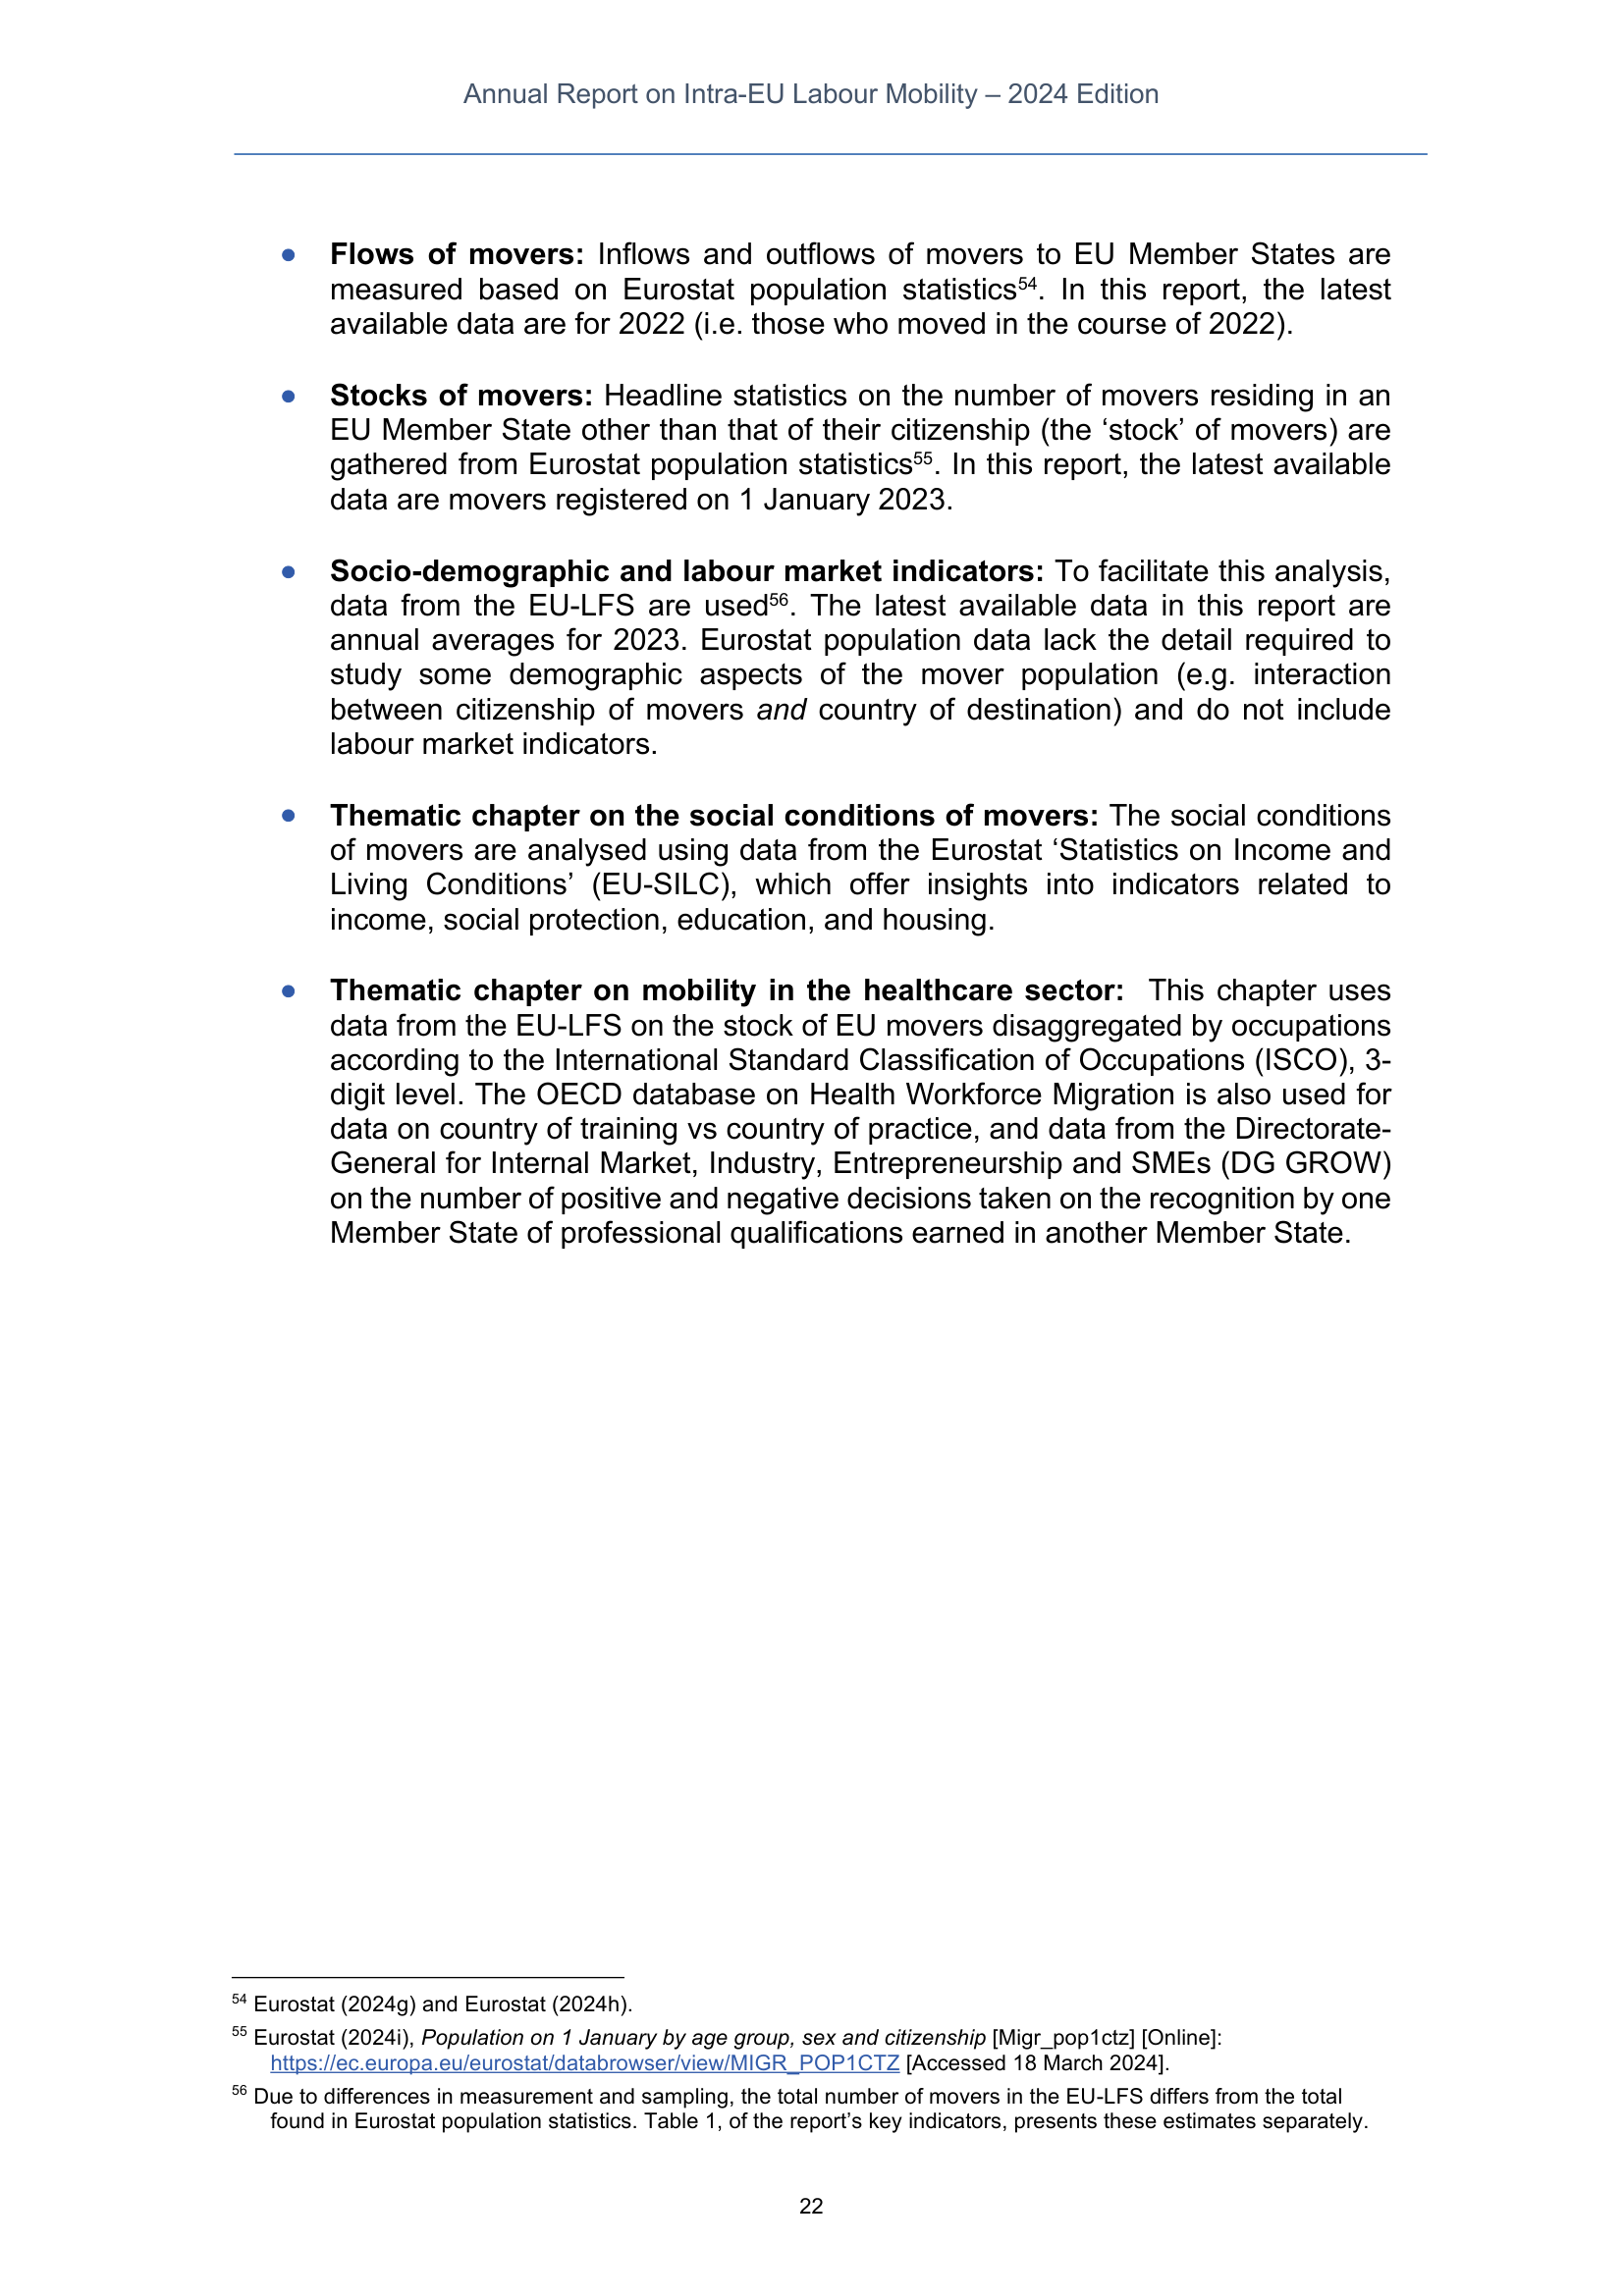 Annual Report on Intra-EU Labour Mobility – 2024 Edition
● Flows of movers: Inflows and outflows of movers to EU Member States are
measured based on Eurostat population statistics54. In this report, the latest
available data are for 2022 (i.e. those who moved in the course of 2022).
● Stocks of movers: Headline statistics on the number of movers residing in an
EU Member State other than that of their citizenship (the ‘stock’ of movers) are
gathered from Eurostat population statistics55. In this report, the latest available
data are movers registered on 1 January 2023.
● Socio-demographic and labour market indicators: To facilitate this analysis,
data from the EU-LFS are used56. The latest available data in this report are
annual averages for 2023. Eurostat population data lack the detail required to
study some demographic aspects of the mover population (e.g. interaction
between citizenship of movers and country of destination) and do not include
labour market indicators.
● Thematic chapter on the social conditions of movers: The social conditions
of movers are analysed using data from the Eurostat ‘Statistics on Income and
Living Conditions’ (EU-SILC), which offer insights into indicators related to
income, social protection, education, and housing.
● Thematic chapter on mobility in the healthcare sector: This chapter uses
data from the EU-LFS on the stock of EU movers disaggregated by occupations
according to the International Standard Classification of Occupations (ISCO), 3-
digit level. The OECD database on Health Workforce Migration is also used for
data on country of training vs country of practice, and data from the Directorate-
General for Internal Market, Industry, Entrepreneurship and SMEs (DG GROW)
on the number of positive and negative decisions taken on the recognition by one
Member State of professional qualifications earned in another Member State.
54 Eurostat (2024g) and Eurostat (2024h).
55 Eurostat (2024i), Population on 1 January by age group, sex and citizenship [Migr_pop1ctz] [Online]:
https://ec.europa.eu/eurostat/databrowser/view/MIGR_POP1CTZ [Accessed 18 March 2024].
56 Due to differences in measurement and sampling, the total number of movers in the EU-LFS differs from the total
found in Eurostat population statistics. Table 1, of the report’s key indicators, presents these estimates separately.
22